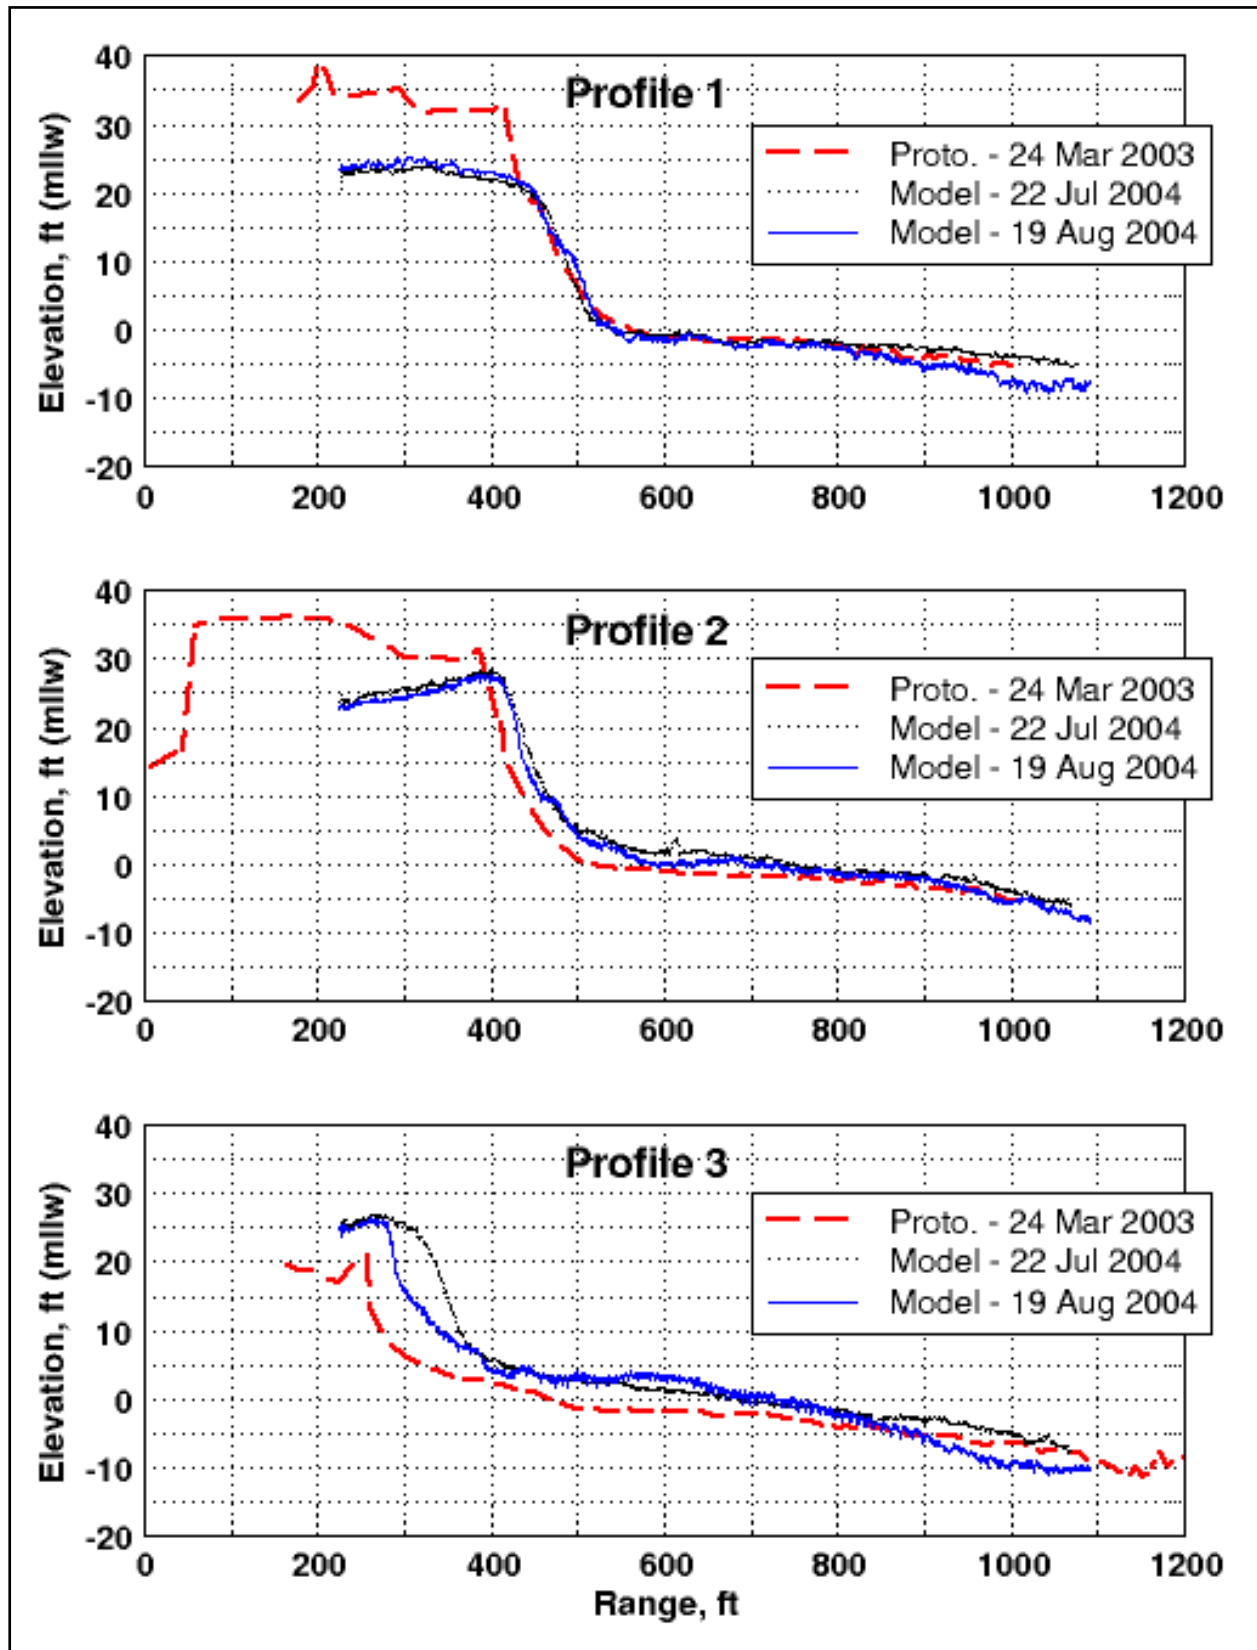 Profile 1
Elevation, ft (mllw)
40
30
20
10
0
-10
-20
Proto. - 24 Mar 2003
Model - 22 Jul 2004
Model - 19 Aug 2004
0 200 400 600 800 1000 1200
Profile 2
Elevation, ft (mllw)
40
30
20
10
0
-10
-20
Proto. - 24 Mar 2003
Model - 22 Jul 2004
Model - 19 Aug 2004
0 200 400 600 800 1000 1200
Profile 3
Elevation, ft (mllw)
40
30
20
10
0
-10
-20
Proto. - 24 Mar 2003
Model - 22 Jul 2004
Model - 19 Aug 2004
0 200 400 600 800 1000 1200
Range, ft